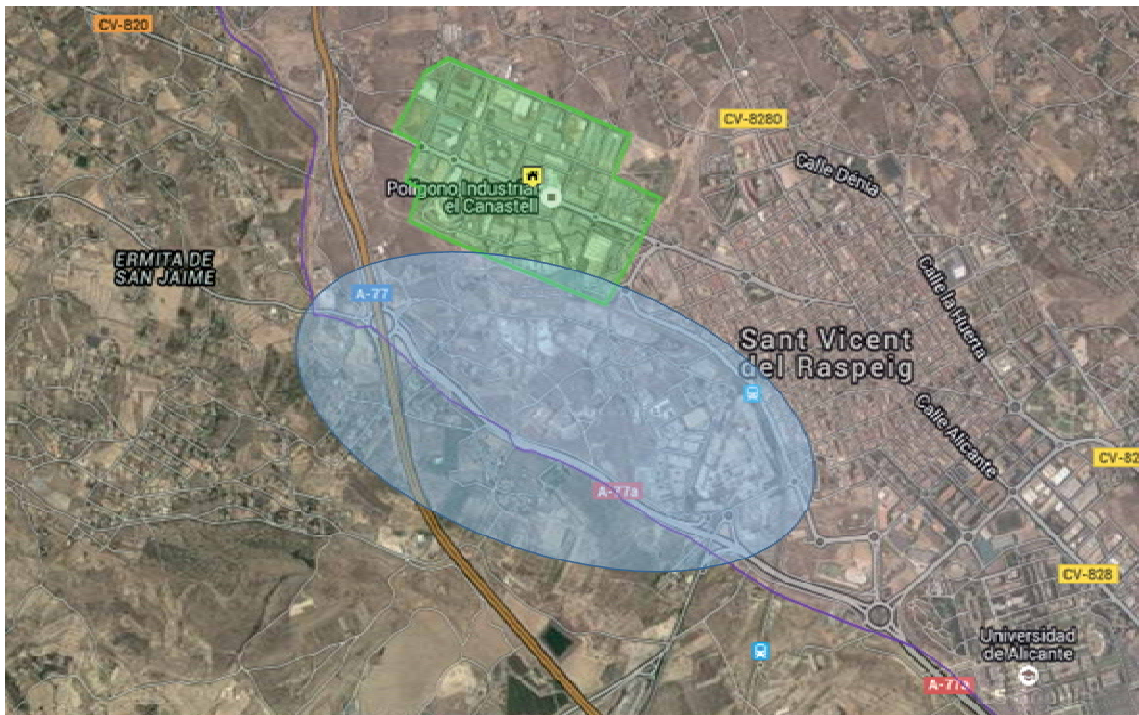 CV-820
CV-8280
Calle Dénia
Polígono Industrial
el Canastell
ERMITA DE
SAN JAIME
A-77
Calle la Huerta
Sant Vicent
del Raspeig
Calle Alicante
CV-82
A-77a
CV-828
Universidad
de Alicante
A-77a